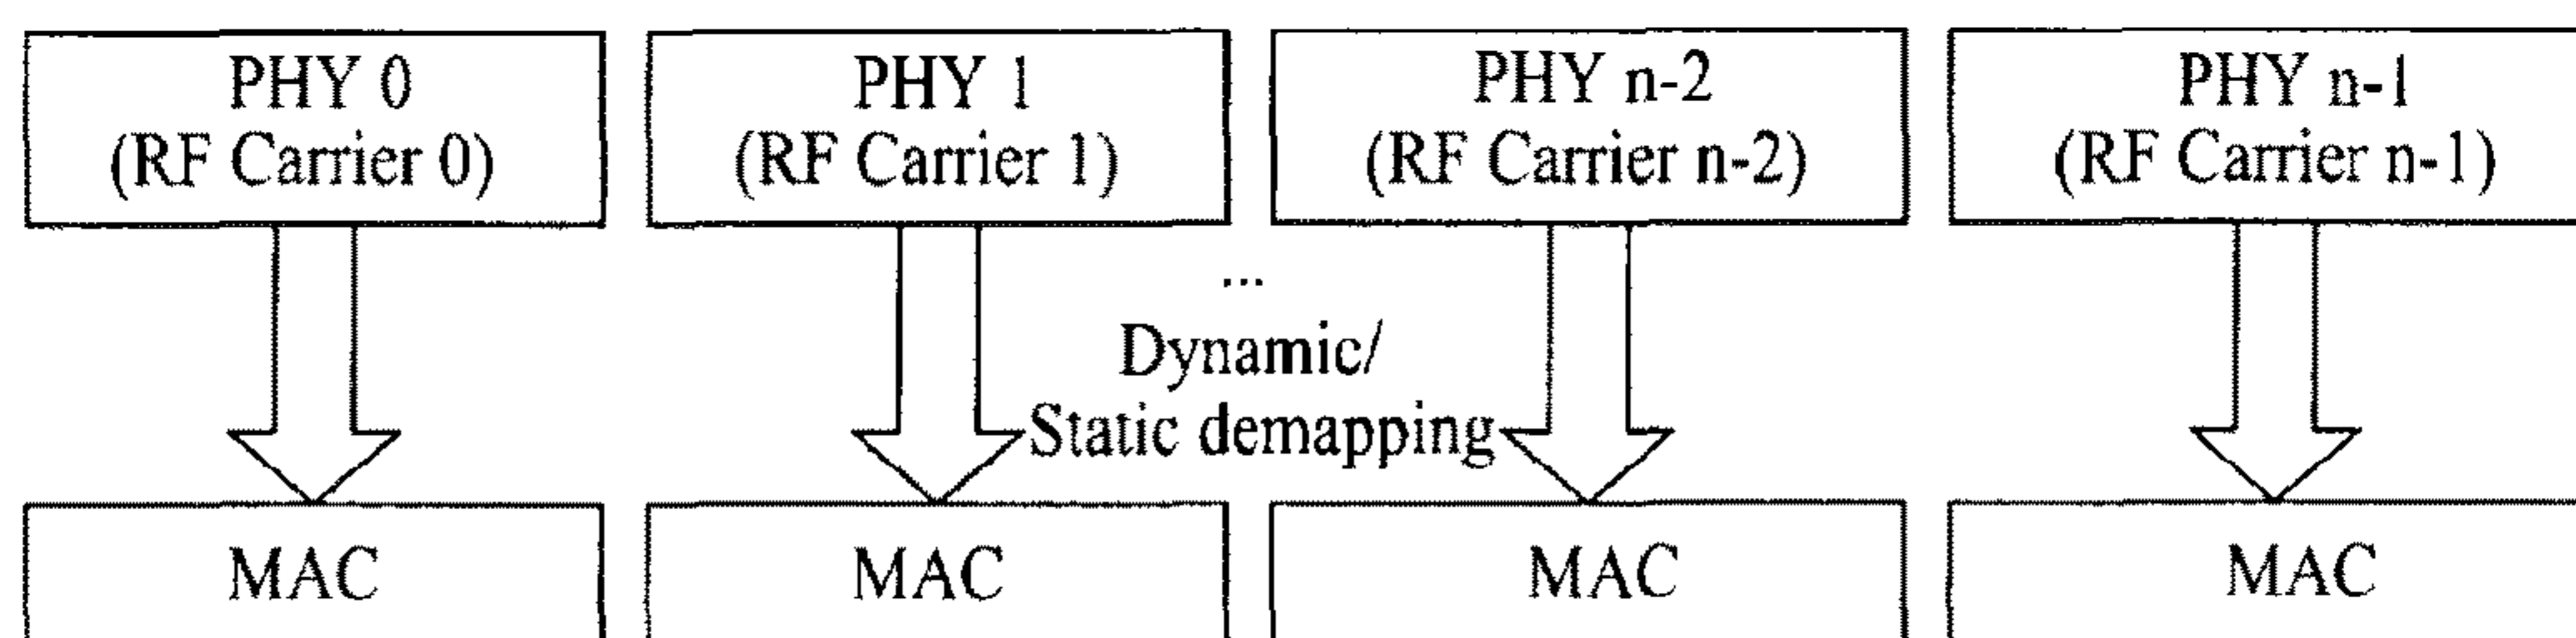 PHY 0
(RF Carrier 0)
PHY 1
(RF Carrier 1)
PHY n-2
(RF Carrier n-2)
PHY n-1
(RF Carrier n-1)
...
Dynamic/
Static demapping
MAC
MAC
MAC
MAC